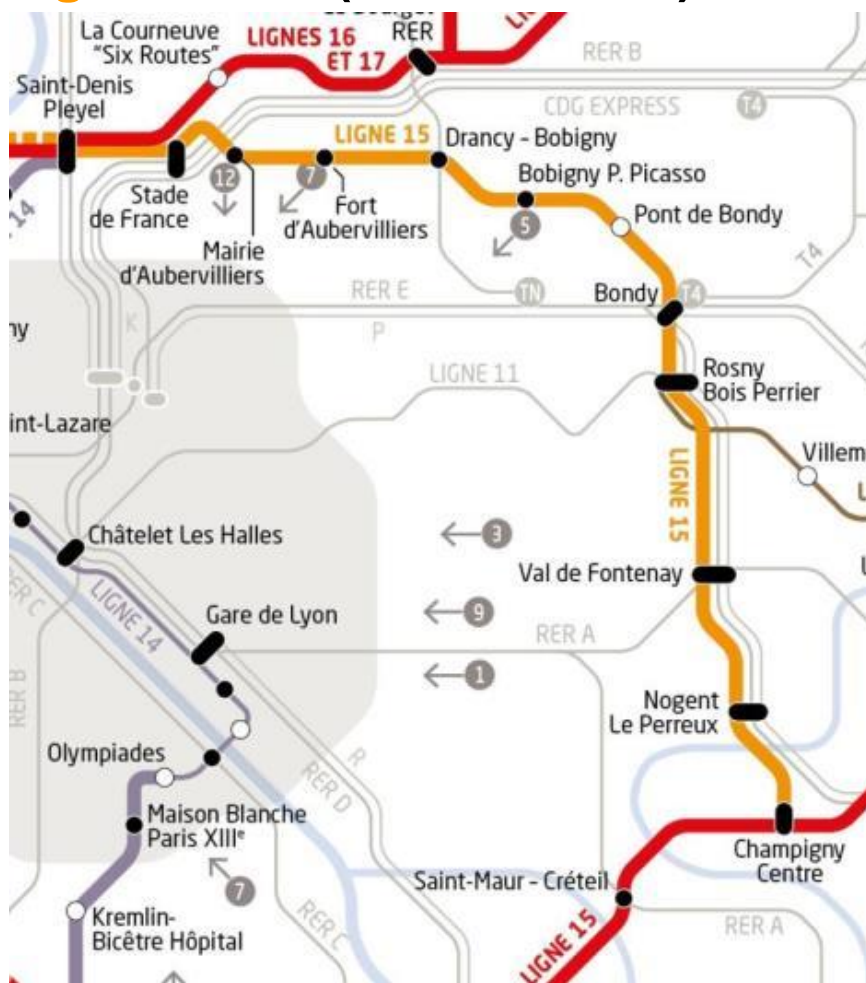 La Courneuve
"Six Routes"
LIGNES 16
ET 17
RER
RER B
Saint-Denis
Pleyel
CDG EXPRESS
T4
LIGNE 15
Drancy - Bobigny
Stade
de France
12
7
Fort
d'Aubervilliers
Mairie
d'Aubervilliers
Bobigny P. Picasso
5
Pont de Bondy
T4
14
RER E
TN
Bondy
T4
K
P
LIGNE 11
Rosny
Bois Perrier
int-Lazare
LIGNE 15
Villem
Châtelet Les Halles
3
Val de Fontenay
RER C
LIGNE 14
Gare de Lyon
9
RER A
1
RER B
Nogent
Le Perreux
Olympiades
R
RER D
Maison Blanche
Paris XIIIᵉ
7
Champigny
Centre
Saint-Maur - Créteil
Kremlin-
Bicêtre Hôpital
RER C
LIGNE 15
RER A